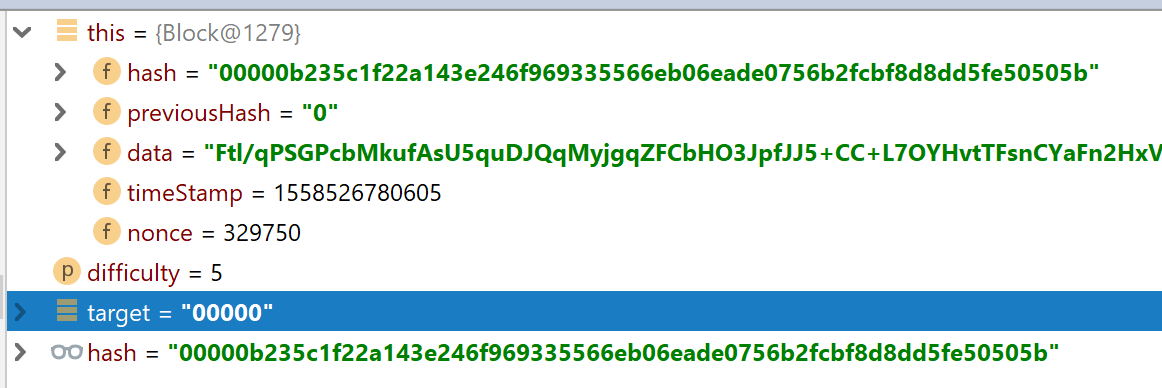 this = {Block@1279}
f hash = "00000b235c1f22a143e246f969335566eb06eade0756b2fcbf8d8dd5fe50505b"
f previousHash = "0"
f data = "Ftl/qPSGPcbMkufAsU5quDJQqMyjgqZFCbHO3JpfJJ5+CC+L7OYHvtTFsnCYaFn2HxV
f timeStamp = 1558526780605
f nonce = 329750
p difficulty = 5
target = "00000"
hash = "00000b235c1f22a143e246f969335566eb06eade0756b2fcbf8d8dd5fe50505b"